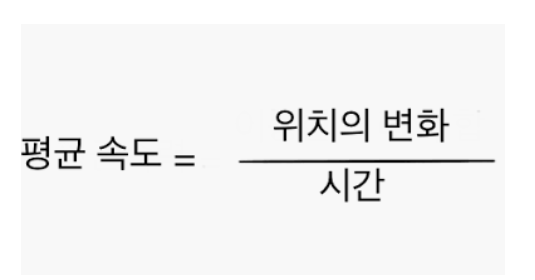 위치의 변화
평균 속도 =
시간